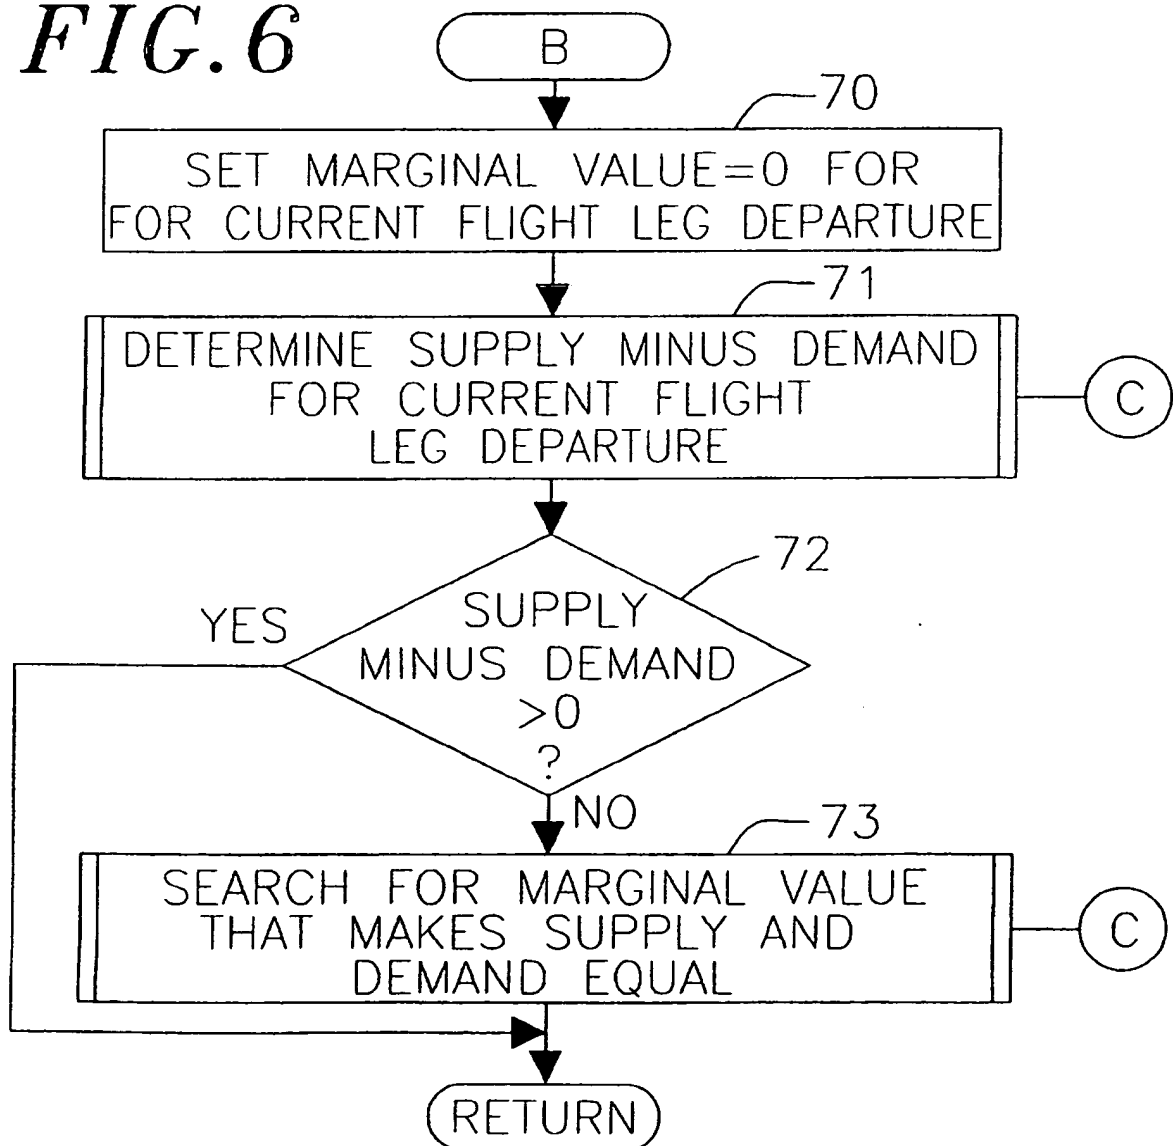 FIG. 6
B
70
SET MARGINAL VALUE=0 FOR
FOR CURRENT FLIGHT LEG DEPARTURE
71
DETERMINE SUPPLY MINUS DEMAND
FOR CURRENT FLIGHT
LEG DEPARTURE
C
72
YES
SUPPLY
MINUS DEMAND
>0
?
NO
73
SEARCH FOR MARGINAL VALUE
THAT MAKES SUPPLY AND
DEMAND EQUAL
C
RETURN